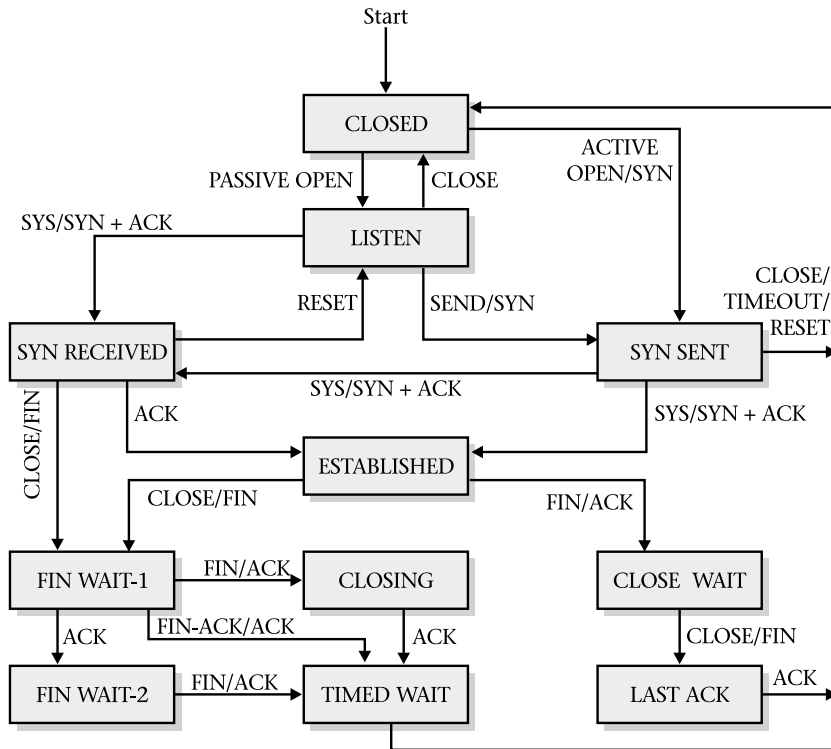 Start
CLOSED
PASSIVE OPEN
CLOSE
ACTIVE
OPEN/SYN
SYS/SYN + ACK
LISTEN
RESET
SEND/SYN
CLOSE/
TIMEOUT/
RESET
SYN RECEIVED
SYN SENT
SYS/SYN + ACK
CLOSE/FIN
ACK
SYS/SYN + ACK
ESTABLISHED
CLOSE/FIN
FIN/ACK
FIN WAIT-1
FIN/ACK
CLOSING
CLOSE WAIT
ACK
FIN-ACK/ACK
ACK
CLOSE/FIN
FIN WAIT-2
FIN/ACK
TIMED WAIT
LAST ACK
ACK